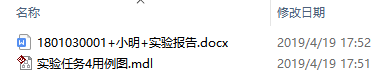 名称 修改日期
1801030001+小明+实验报告.docx 2019/4/19 17:52
实验任务4用例图.mdl 2019/4/19 17:51